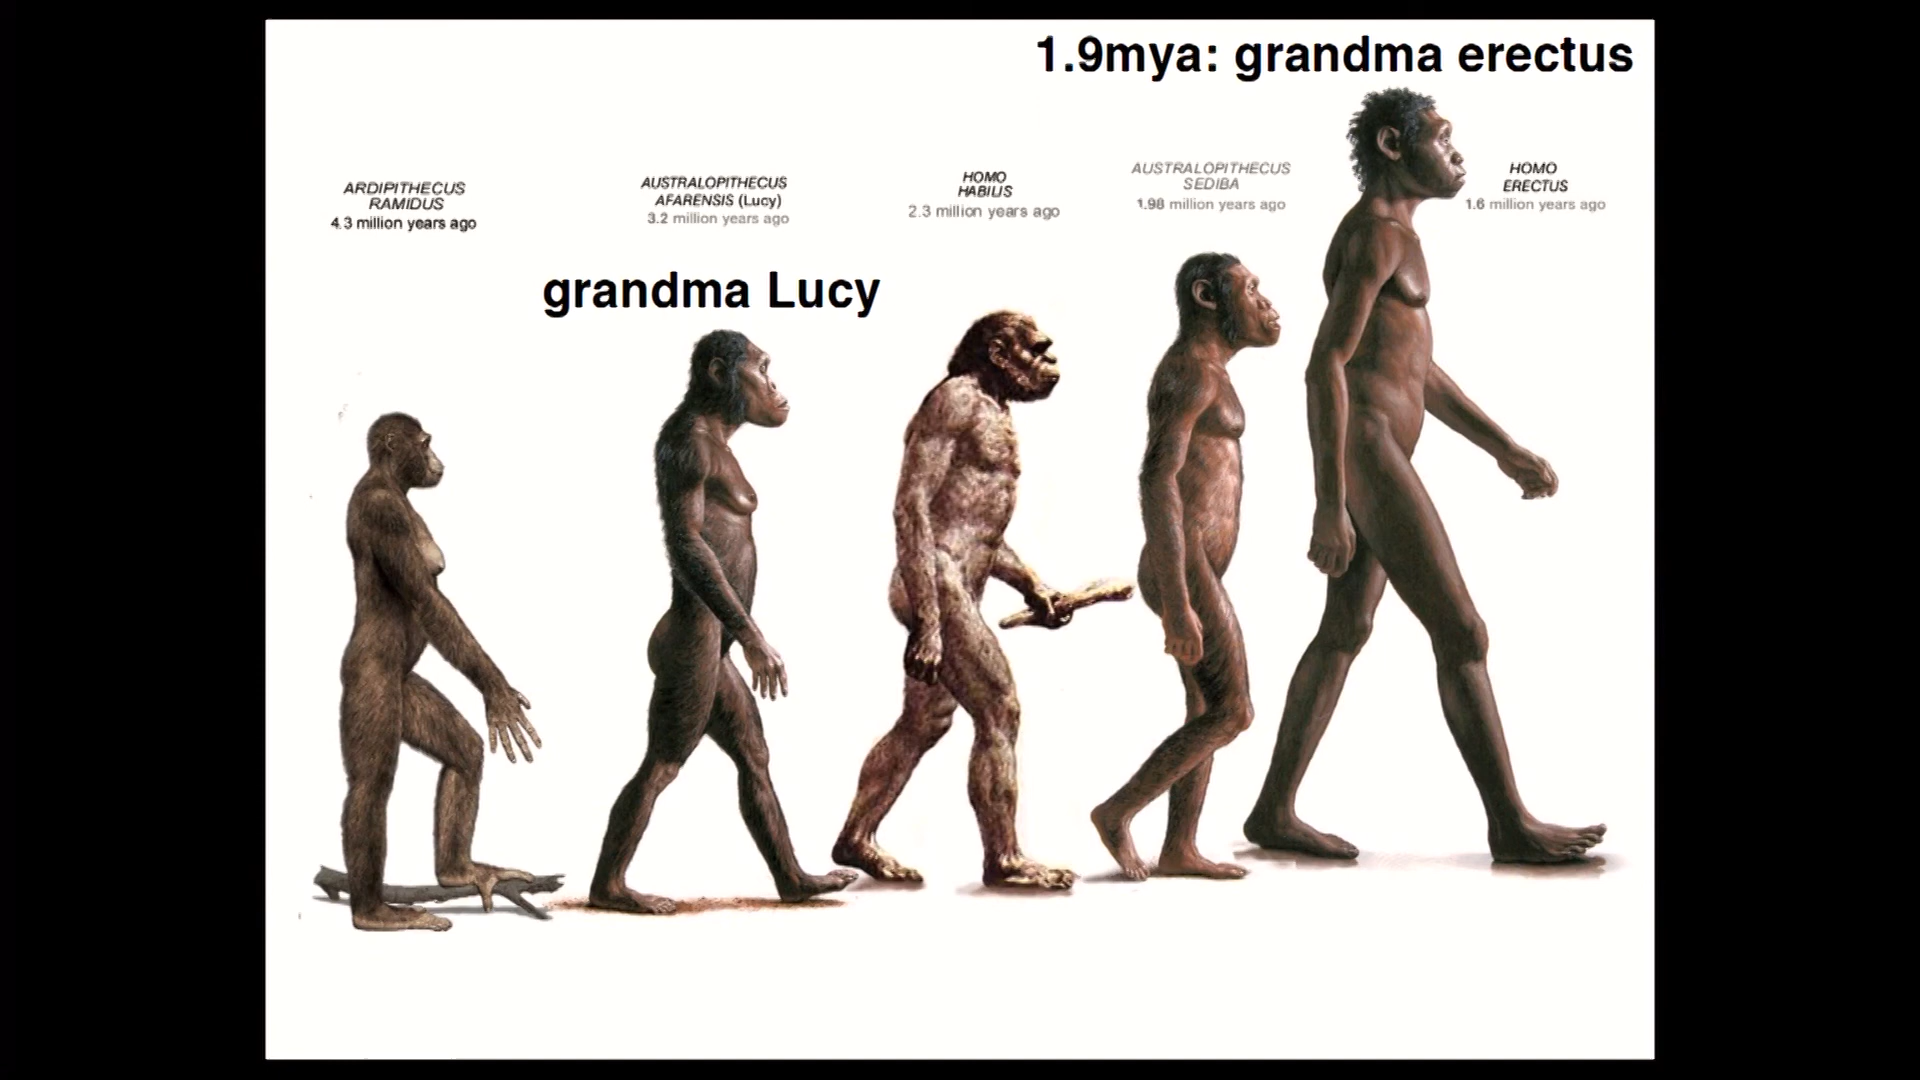 1.9mya: grandma erectus
ARDIPITHECUS
RAMIDUS
4.3 million years ago
AUSTRALOPITHECUS
AFARENSIS (Lucy)
3.2 million years ago
HOMO
HABILIS
2.3 million years ago
AUSTRALOPITHECUS
SEDIBA
1.98 million years ago
HOMO
ERECTUS
1.6 million years ago
grandma Lucy